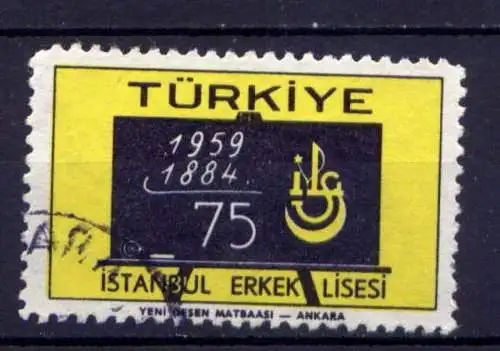 TÜRKİYE
1959
1884
75
İSTANBUL ERKEK LİSESİ
YENİ DESEN MATBAASI — ANKARA